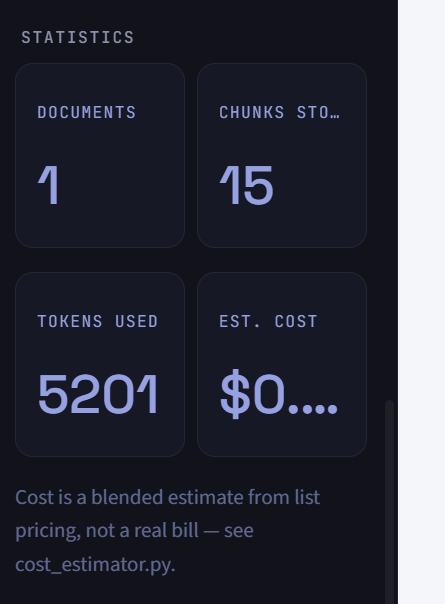 STATISTICS
DOCUMENTS
1
CHUNKS STO…
15
TOKENS USED
5201
EST. COST
$0.…
Cost is a blended estimate from list
pricing, not a real bill — see
cost_estimator.py.